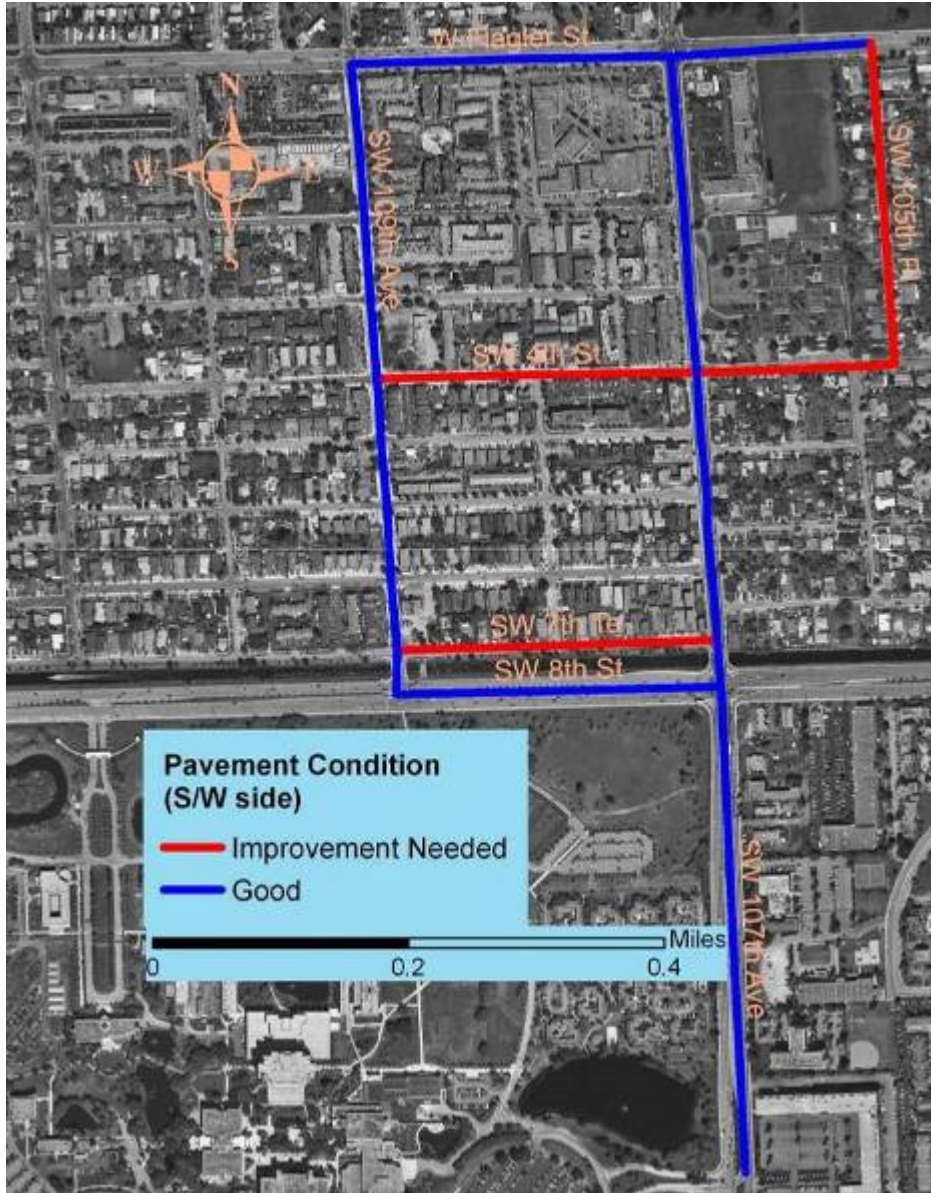 W Flagler St
N
W
E
S
SW 109th Ave
SW 105th Pl
SW 4th St
SW 7th Te
SW 8th St
Pavement Condition
(S/W side)
Improvement Needed
Good
Miles
0 0.2 0.4
SW 107th Ave